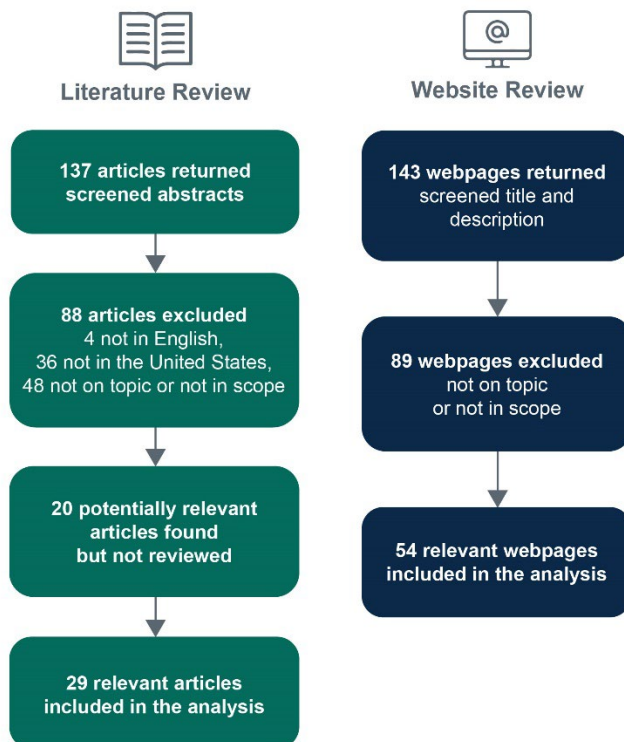 Literature Review
137 articles returned
screened abstracts
88 articles excluded
4 not in English,
36 not in the United States,
48 not on topic or not in scope
20 potentially relevant
articles found
but not reviewed
29 relevant articles
included in the analysis
@
Website Review
143 webpages returned
screened title and
description
89 webpages excluded
not on topic
or not in scope
54 relevant webpages
included in the analysis